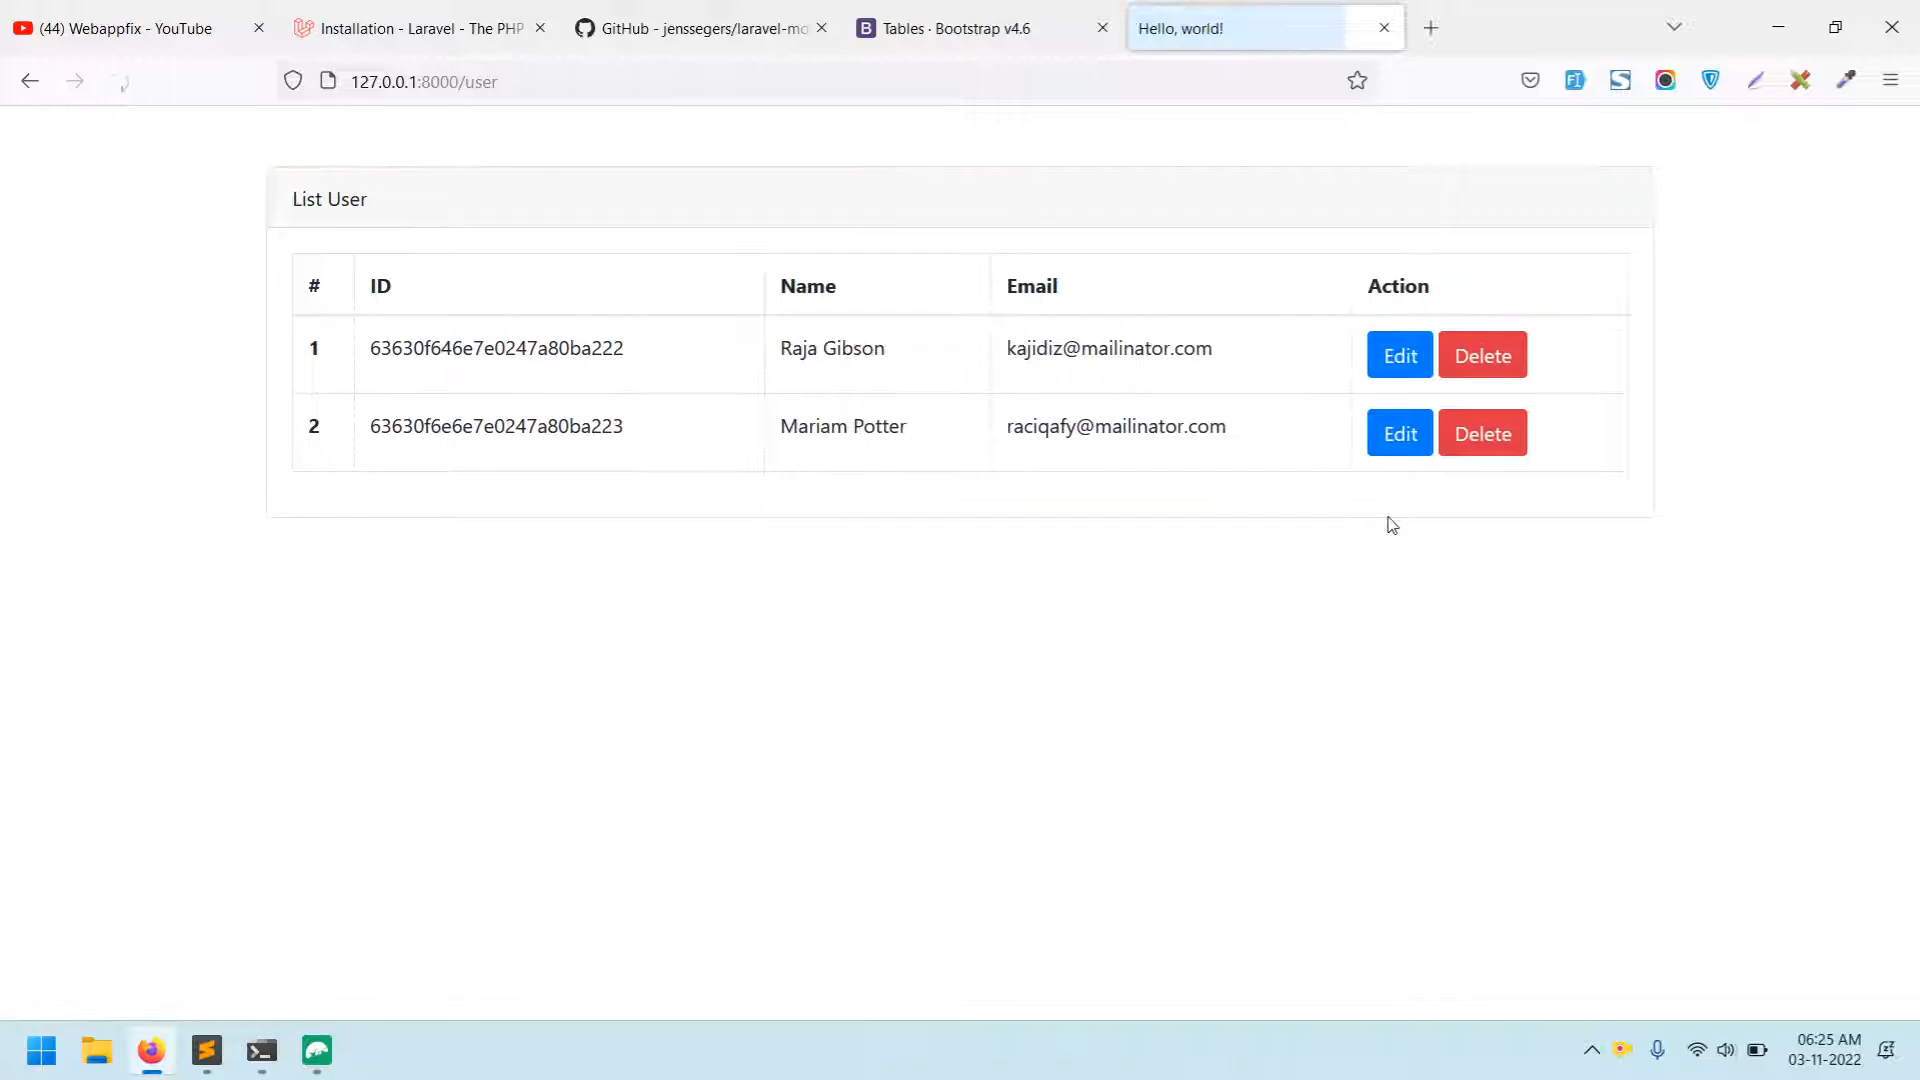 (44) Webappfix - YouTube
Installation - Laravel - The PHP
GitHub - jenssegers/laravel-mo
B Tables · Bootstrap v4.6
Hello, world!
127.0.0.1:8000/user
List User
# ID Name Email Action
1 63630f646e7e0247a80ba222 Raja Gibson kajidiz@mailinator.com Edit Delete
2 63630f6e6e7e0247a80ba223 Mariam Potter raciqafy@mailinator.com Edit Delete
06:25 AM
03-11-2022